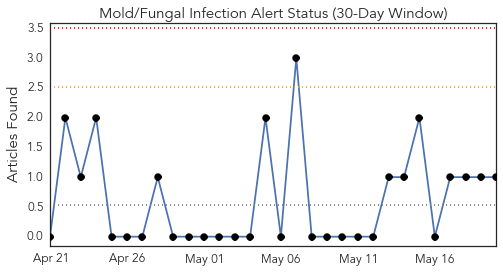 Mold/Fungal Infection Alert Status (30-Day Window)
Articles Found
3.5
3.0
2.5
2.0
1.5
1.0
0.5
0.0
Apr 21
Apr 26
May 01
May 06
May 11
May 16